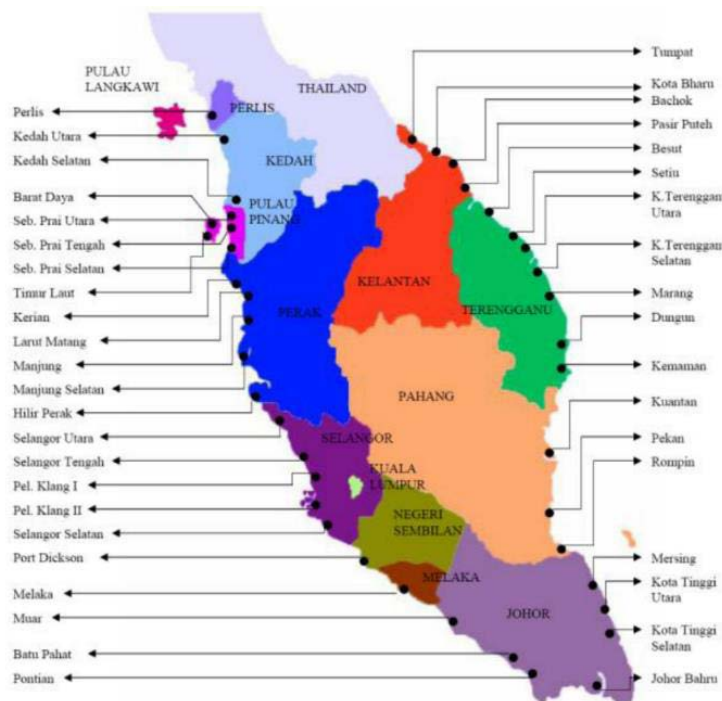 PULAU
LANGKAWI
THAILAND
PERLIS
KEDAH
PULAU
PINANG
KELANTAN
TERENGGANU
PERAK
PAHANG
SELANGOR
KUALA
LUMPUR
NEGERI
SEMBILAN
MELAKA
JOHOR
Perlis
Kedah Utara
Kedah Selatan
Barat Daya
Seb. Prai Utara
Seb. Prai Tengah
Seb. Prai Selatan
Timur Laut
Kerian
Larut Matang
Manjung
Manjung Selatan
Hilir Perak
Selangor Utara
Selangor Tengah
Pel. Klang I
Pel. Klang II
Selangor Selatan
Port Dickson
Melaka
Muar
Batu Pahat
Pontian
Tumpat
Kota Bharu
Bachok
Pasir Puteh
Besut
Setiu
K.Terenggan
Utara
K.Terenggan
Selatan
Marang
Dungun
Kemaman
Kuantan
Pekan
Rompin
Mersing
Kota Tinggi
Utara
Kota Tinggi
Selatan
Johor Bahru